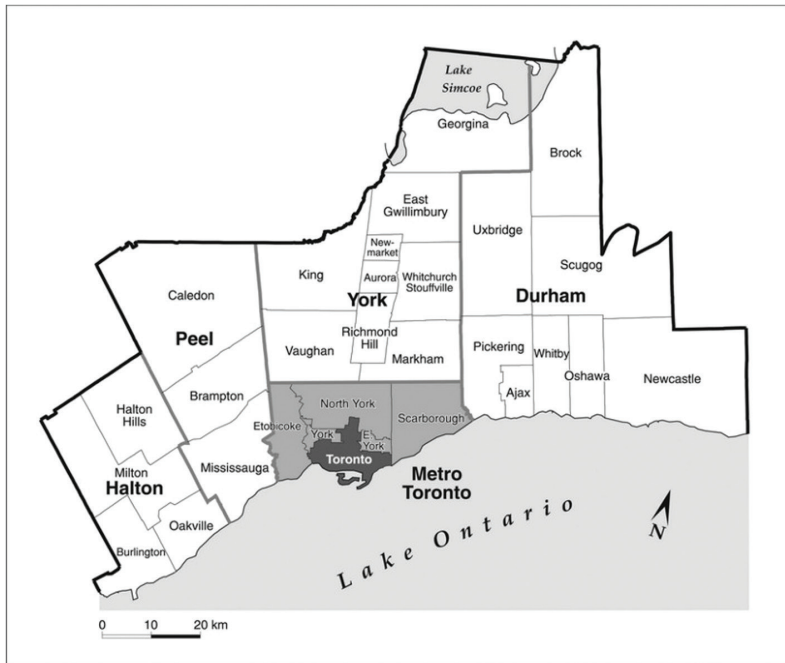 Lake
Simcoe
Georgina
Brock
East
Gwillimbury
Uxbridge
New-
market
King
Aurora
Whitchurch
Stouffville
Scugog
Caledon
York
Durham
Peel
Richmond
Hill
Vaughan
Markham
Pickering
Whitby
Oshawa
Newcastle
Ajax
Brampton
Halton
Hills
North York
Etobicoke
Scarborough
York
E
York
Toronto
Mississauga
Milton
Halton
Metro
Toronto
Oakville
Burlington
Lake Ontario
N
0 10 20 km